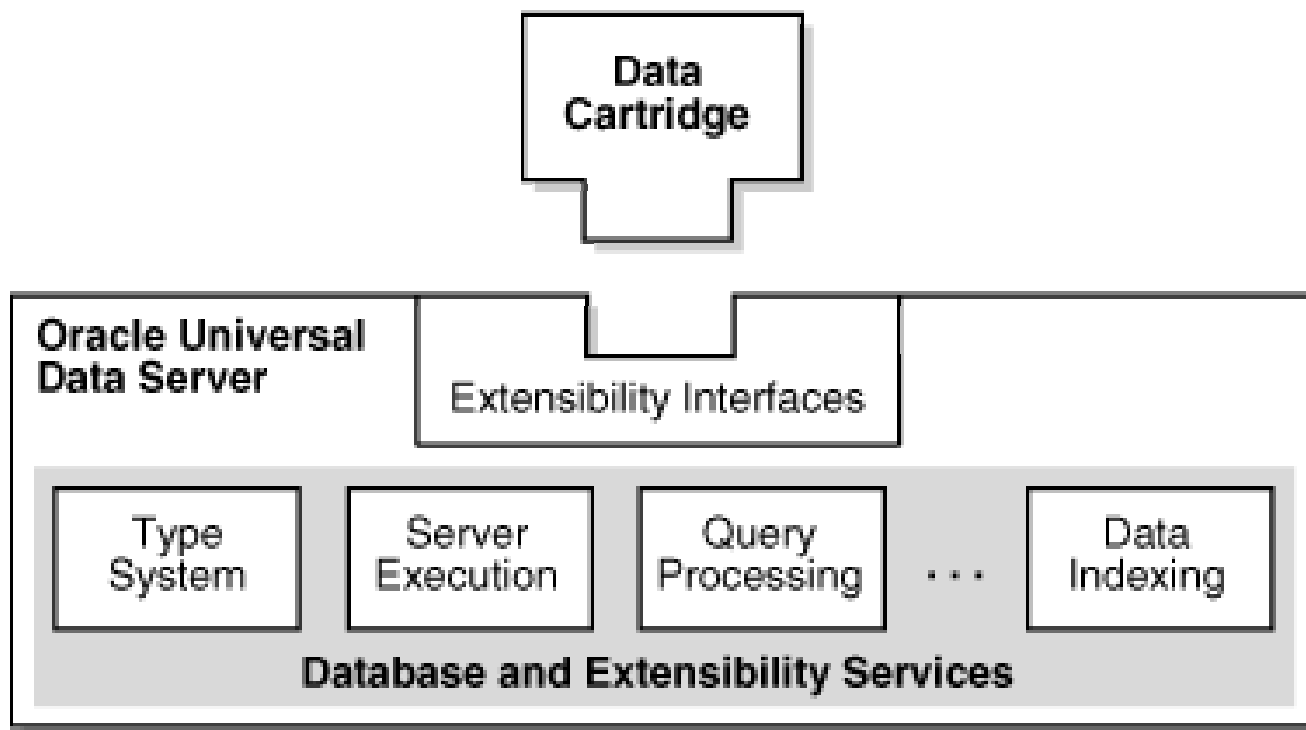 Data
Cartridge
Oracle Universal
Data Server
Extensibility Interfaces
Type
System
Server
Execution
Query
Processing
...
Data
Indexing
Database and Extensibility Services